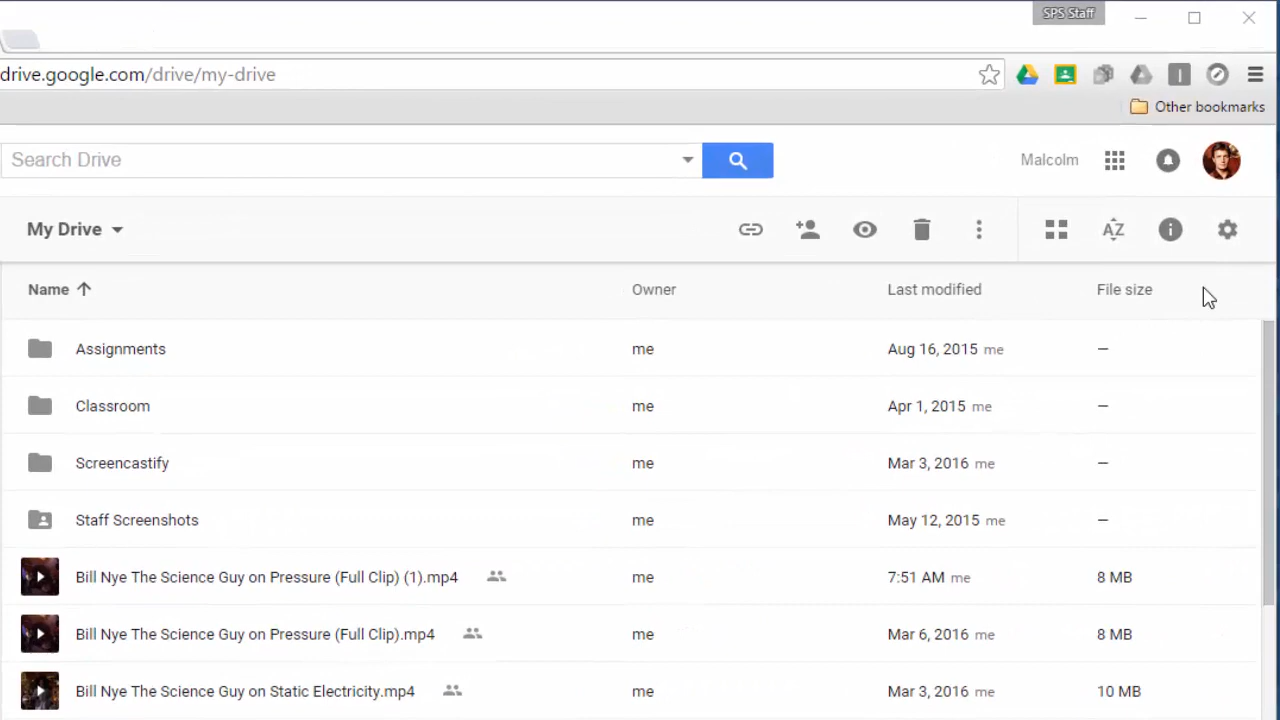 SPS Staff
drive.google.com/drive/my-drive
Other bookmarks
Search Drive
Malcolm
My Drive
AZ
Name Owner Last modified File size
Assignments me Aug 16, 2015 me —
Classroom me Apr 1, 2015 me —
Screencastify me Mar 3, 2016 me —
Staff Screenshots me May 12, 2015 me —
Bill Nye The Science Guy on Pressure (Full Clip) (1).mp4 me 7:51 AM me 8 MB
Bill Nye The Science Guy on Pressure (Full Clip).mp4 me Mar 6, 2016 me 8 MB
Bill Nye The Science Guy on Static Electricity.mp4 me Mar 3, 2016 me 10 MB